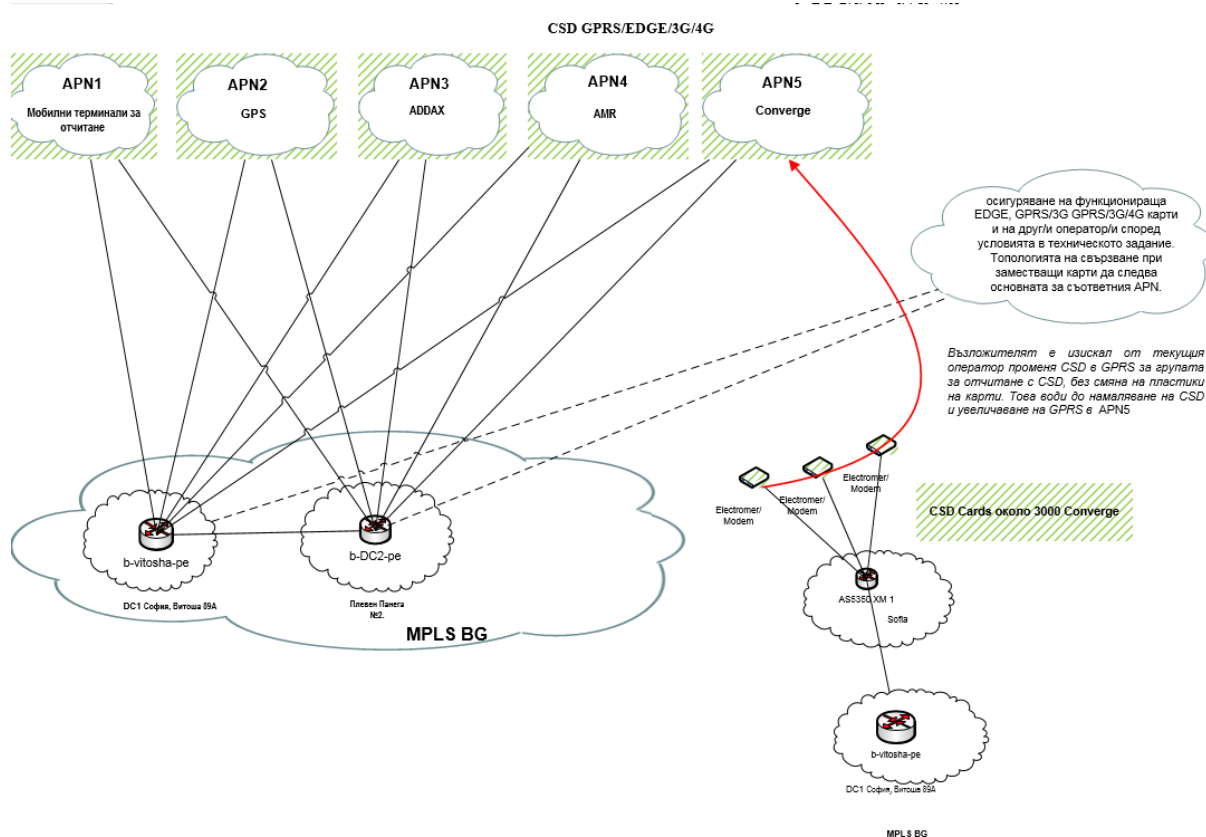 CSD GPRS/EDGE/3G/4G
APN1
Мобилни терминали за
отчитане
APN2
GPS
APN3
ADDAX
APN4
AMR
APN5
Converge
осигуряване на функционираща
EDGE, GPRS/3G GPRS/3G/4G карти
и на друг/и оператор/и според
условията в техническото задание.
Топологията на свързване при
заместващи карти да следва
основната за съответния APN.
Възложителят е изискал от текущия
оператор променя CSD в GPRS за групата
за отчитане с CSD, без смяна на пластики
на карти. Това води до намаляване на CSD
и увеличаване на GPRS в APN5
Electromer/
Modem
Electromer/
Modem
Electromer/
Modem
CSD Cards около 3000 Converge
b-vitosha-pe
DC1 София, Витоша 89А
b-DC2-pe
Плевен Панега
№2.
MPLS BG
AS5350 XM 1
Sofia
b-vitosha-pe
DC1 София, Витоша 89А
MPLS BG